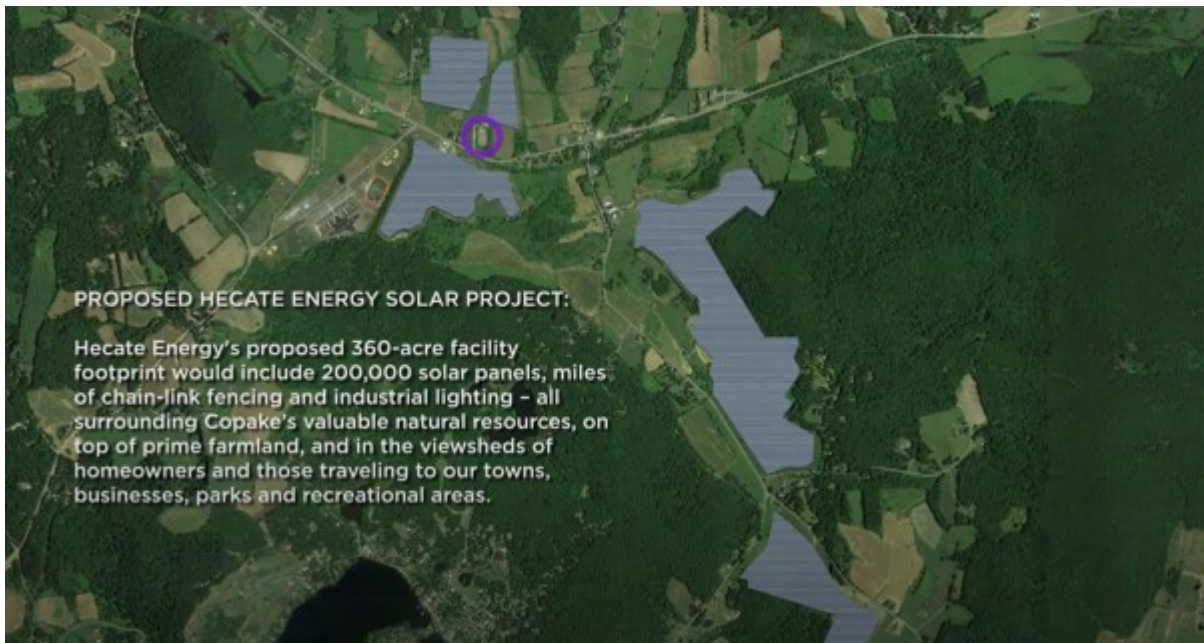 PROPOSED HECATE ENERGY SOLAR PROJECT:
Hecate Energy's proposed 360-acre facility
footprint would include 200,000 solar panels, miles
of chain-link fencing and industrial lighting – all
surrounding Copake's valuable natural resources, on
top of prime farmland, and in the viewsheds of
homeowners and those traveling to our towns,
businesses, parks and recreational areas.